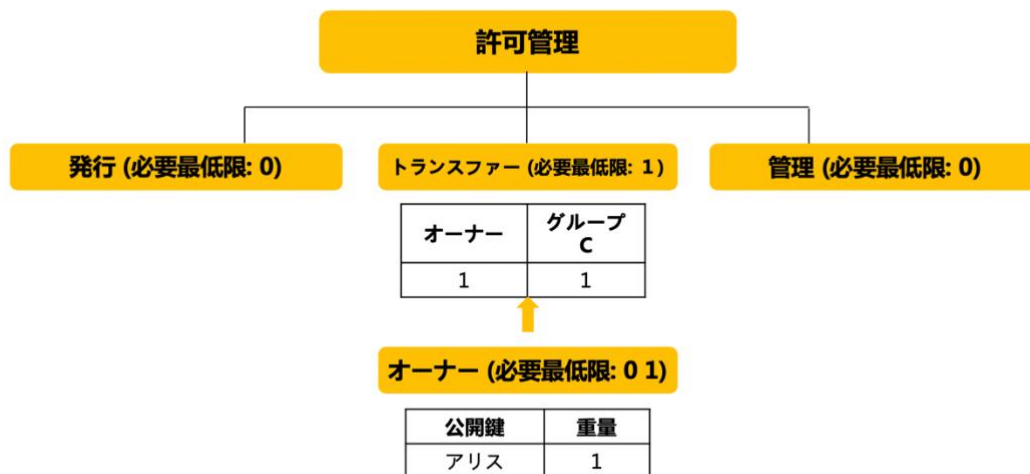 許可管理
発行 (必要最低限: 0)
トランスファー (必要最低限: 1 )
管理 (必要最低限: 0)
オーナー
グループ
C
1
1
オーナー (必要最低限: 0 1)
公開鍵
重量
アリス
1